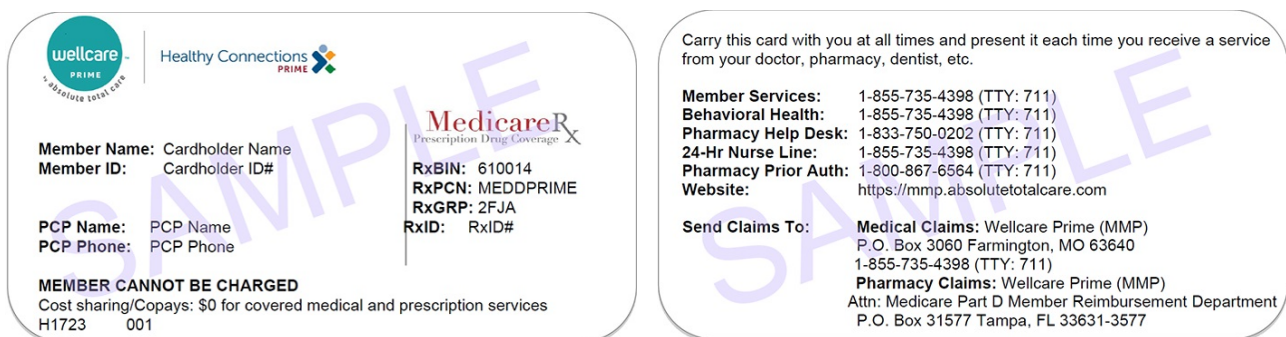 wellcare
PRIME
by absolute total care
Healthy Connections
PRIME
MedicareRx
Prescription Drug Coverage X
Member Name: Cardholder Name
Member ID: Cardholder ID#
RxBIN: 610014
RxPCN: MEDDPRIME
RxGRP: 2FJA
RxID: RxID#
PCP Name: PCP Name
PCP Phone: PCP Phone
MEMBER CANNOT BE CHARGED
Cost sharing/Copays: $0 for covered medical and prescription services
H1723 001
SAMPLE
Carry this card with you at all times and present it each time you receive a service
from your doctor, pharmacy, dentist, etc.
Member Services: 1-855-735-4398 (TTY: 711)
Behavioral Health: 1-855-735-4398 (TTY: 711)
Pharmacy Help Desk: 1-833-750-0202 (TTY: 711)
24-Hr Nurse Line: 1-855-735-4398 (TTY: 711)
Pharmacy Prior Auth: 1-800-867-6564 (TTY: 711)
Website: https://mmp.absolutetotalcare.com
Send Claims To: Medical Claims: Wellcare Prime (MMP)
P.O. Box 3060 Farmington, MO 63640
1-855-735-4398 (TTY: 711)
Pharmacy Claims: Wellcare Prime (MMP)
Attn: Medicare Part D Member Reimbursement Department
P.O. Box 31577 Tampa, FL 33631-3577
SAMPLE